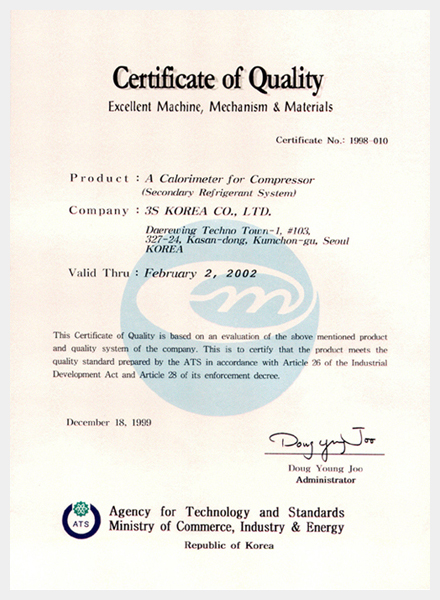 Certificate of Quality
Excellent Machine, Mechanism & Materials
Certificate No.: 1998-010
Product : A Calorimeter for Compressor
(Secondary Refrigerant System)
Company : 3S KOREA CO., LTD.
Daerewing Techno Town-1, #103,
327-24, Kasan-dong, Kumchon-gu, Seoul
KOREA
Valid Thru : February 2, 2002
This Certificate of Quality is based on an evaluation of the above mentioned product
and quality system of the company. This is to certify that the product meets the
quality standard prepared by the ATS in accordance with Article 26 of the Industrial
Development Act and Article 28 of its enforcement decree.
December 18, 1999
Dong young Joo
Doug Young Joo
Administrator
ATS
Agency for Technology and Standards
Ministry of Commerce, Industry & Energy
Republic of Korea